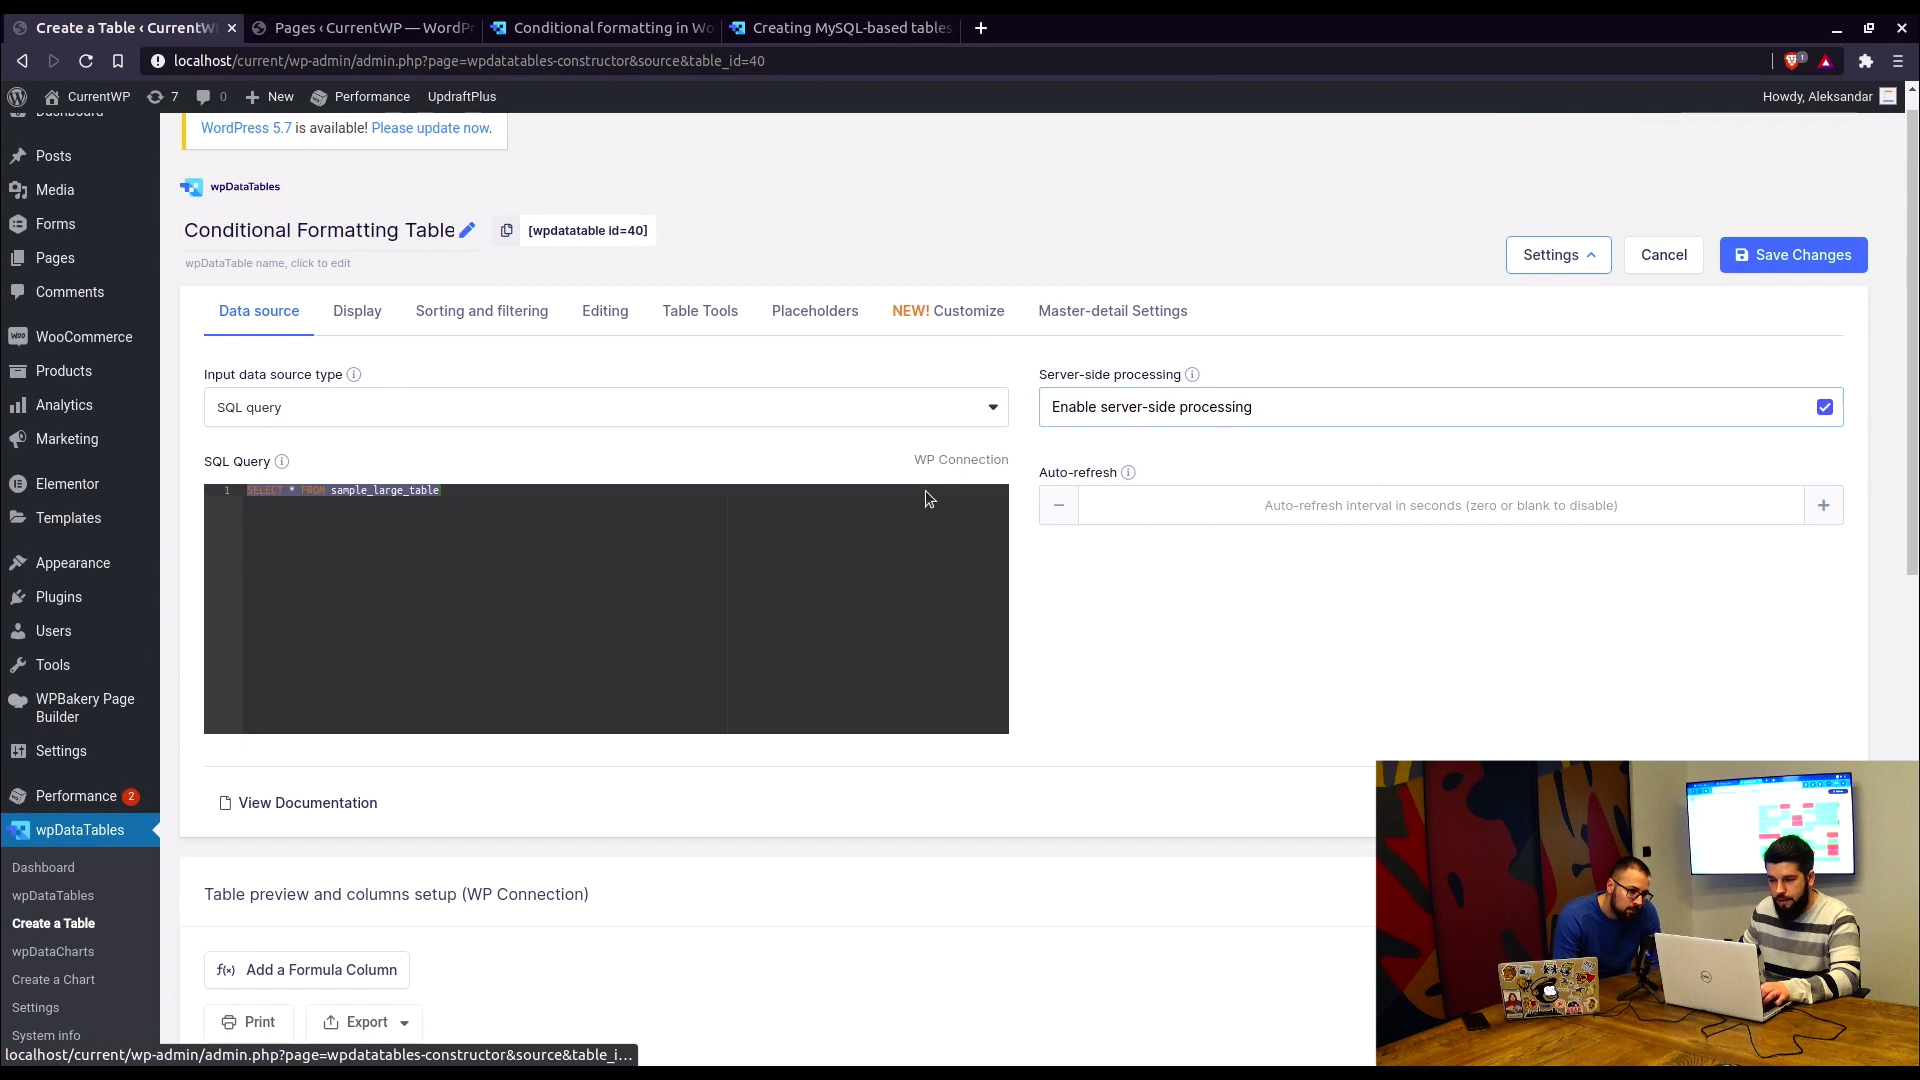 Create a Table ‹ CurrentW
Pages ‹ CurrentWP — WordPr
Conditional formatting in Wo
Creating MySQL-based tables
localhost/current/wp-admin/admin.php?page=wpdatatables-constructor&source&table_id=40
1
CurrentWP
7
0
New
Performance
UpdraftPlus
Howdy, Aleksandar
Dashboard
Posts
Media
Forms
Pages
Comments
WooCommerce
Products
Analytics
Marketing
Elementor
Templates
Appearance
Plugins
Users
Tools
WPBakery Page
Builder
Settings
Performance 2
wpDataTables
Dashboard
wpDataTables
Create a Table
wpDataCharts
Create a Chart
Settings
System info
WordPress 5.7 is available! Please update now.
wpDataTables
Conditional Formatting Table
[wpdatatable id=40]
wpDataTable name, click to edit
Settings
Cancel
Save Changes
Data source
Display
Sorting and filtering
Editing
Table Tools
Placeholders
NEW! Customize
Master-detail Settings
Input data source type
SQL query
Server-side processing
Enable server-side processing
SQL Query
WP Connection
1 SELECT * FROM sample_large_table
Auto-refresh
− Auto-refresh interval in seconds (zero or blank to disable) +
View Documentation
Table preview and columns setup (WP Connection)
f(x) Add a Formula Column
Print
Export
localhost/current/wp-admin/admin.php?page=wpdatatables-constructor&source&table_i...